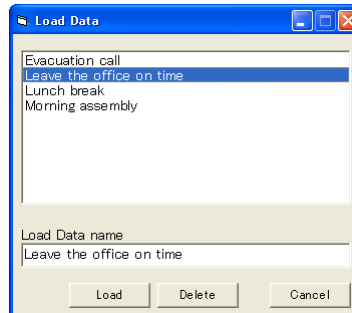 Load Data
Evacuation call
Leave the office on time
Lunch break
Morning assembly
Load Data name
Leave the office on time
Load Delete Cancel